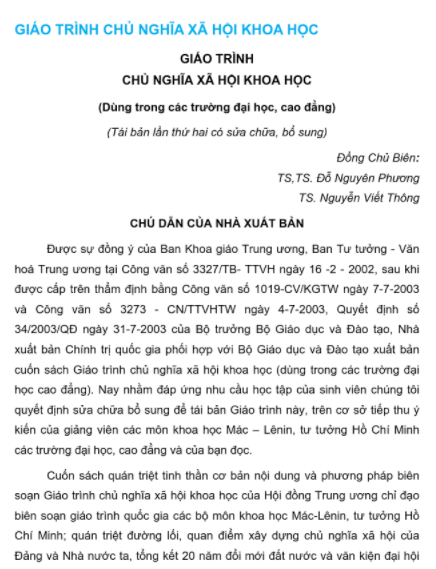 GIÁO TRÌNH CHỦ NGHĨA XÃ HỘI KHOA HỌC
GIÁO TRÌNH
CHỦ NGHĨA XÃ HỘI KHOA HỌC
(Dùng trong các trường đại học, cao đẳng)
(Tái bản lần thứ hai có sửa chữa, bổ sung)
Đồng Chủ Biên:
TS,TS. Đỗ Nguyên Phương
TS. Nguyễn Viết Thông
CHÚ DẪN CỦA NHÀ XUẤT BẢN
Được sự đồng ý của Ban Khoa giáo Trung ương, Ban Tư tưởng - Văn
hoá Trung ương tại Công văn số 3327/TB- TTVH ngày 16 -2 - 2002, sau khi
được cấp trên thẩm định bằng Công văn số 1019-CV/KGTW ngày 7-7-2003
và Công văn số 3273 - CN/TTVHTW ngày 4-7-2003, Quyết định số
34/2003/QĐ ngày 31-7-2003 của Bộ trưởng Bộ Giáo dục và Đào tạo, Nhà
xuất bản Chính trị quốc gia phối hợp với Bộ Giáo dục và Đào tạo xuất bản
cuốn sách Giáo trình chủ nghĩa xã hội khoa học (dùng trong các trường đại
học cao đẳng). Nay nhằm đáp ứng nhu cầu học tập của sinh viên chúng tôi
quyết định sửa chữa bổ sung để tái bản Giáo trình này, trên cơ sở tiếp thu ý
kiến của giảng viên các môn khoa học Mác – Lênin, tư tưởng Hồ Chí Minh
các trường đại học, cao đẳng và của bạn đọc.
Cuốn sách quán triệt tinh thần cơ bản nội dung và phương pháp biên
soạn Giáo trình chủ nghĩa xã hội khoa học của Hội đồng Trung ương chỉ đạo
biên soạn giáo trình quốc gia các bộ môn khoa học Mác-Lênin, tư tưởng Hồ
Chí Minh; quán triệt đường lối, quan điểm xây dựng chủ nghĩa xã hội của
Đảng và Nhà nước ta, tổng kết 20 năm đổi mới đất nước và văn kiện đại hội